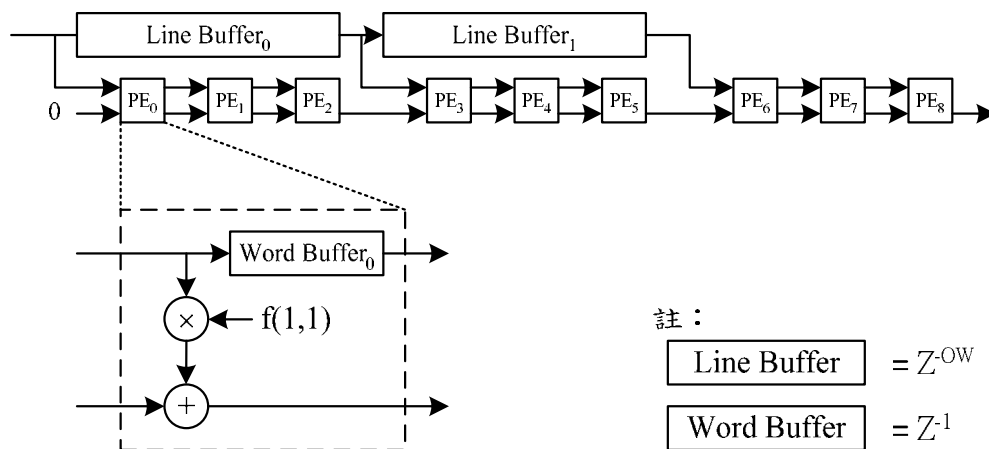 Line Buffer₀
Line Buffer₁
0
PE₀
PE₁
PE₂
PE₃
PE₄
PE₅
PE₆
PE₇
PE₈
Word Buffer₀
×
f(1,1)
+
註：
Line Buffer = Z⁻ᴼᵂ
Word Buffer = Z⁻¹